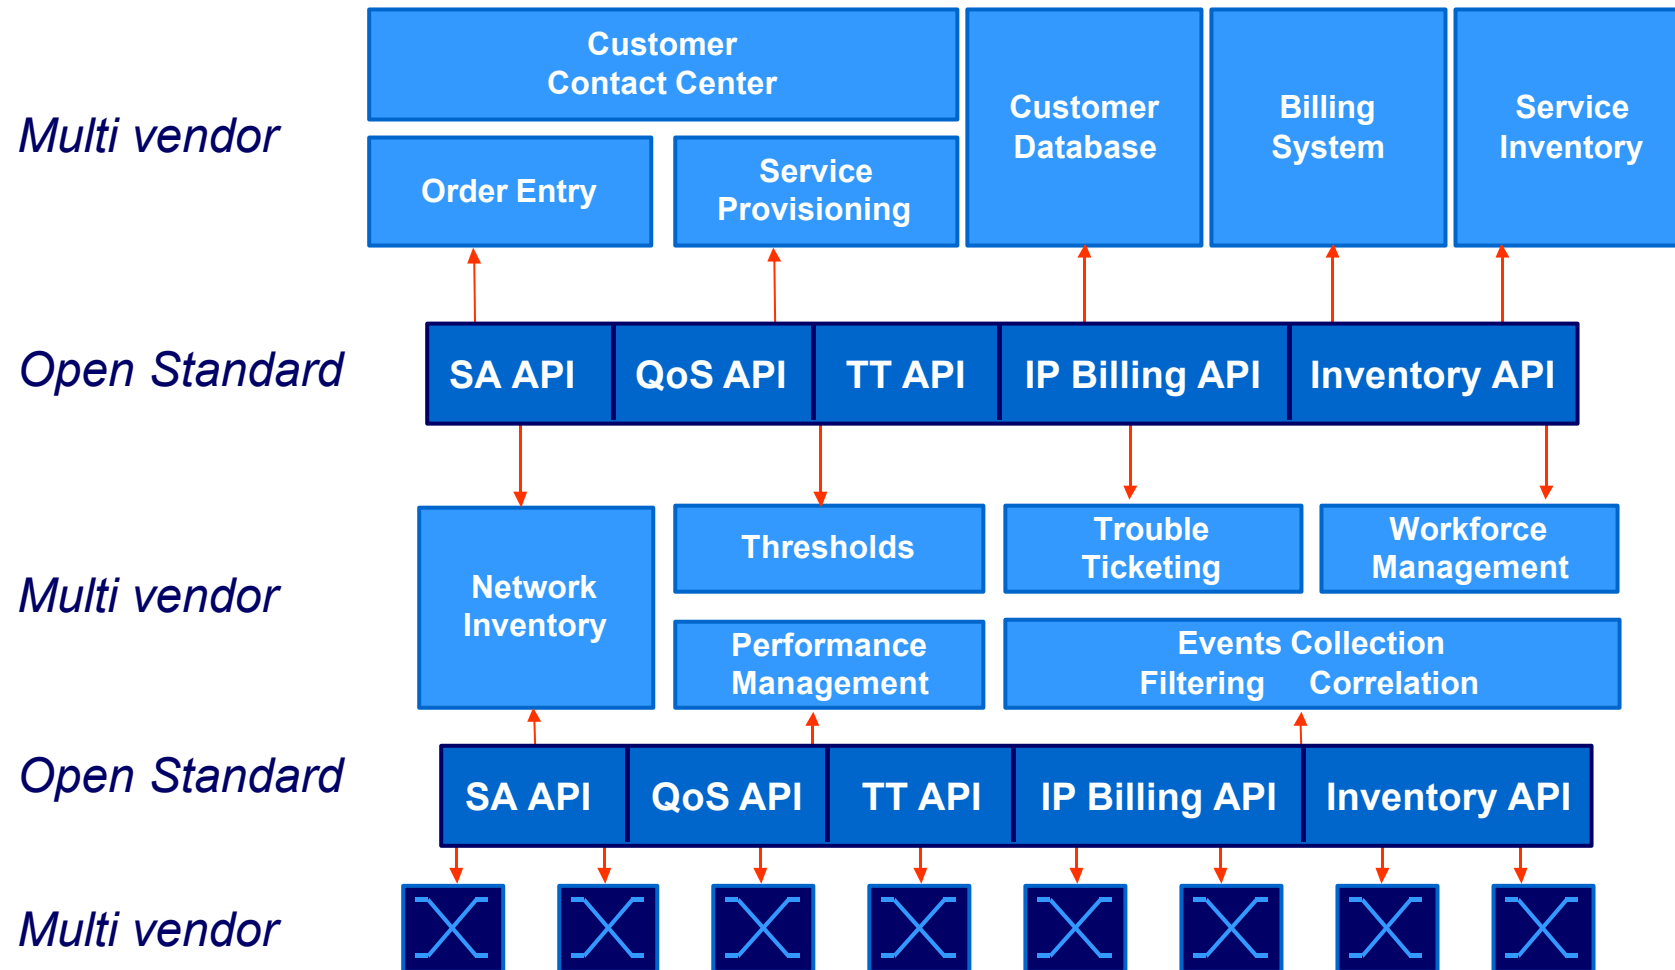 Multi vendor
Customer
Contact Center
Order Entry
Service
Provisioning
Customer
Database
Billing
System
Service
Inventory
Open Standard
SA API
QoS API
TT API
IP Billing API
Inventory API
Multi vendor
Network
Inventory
Thresholds
Performance
Management
Trouble
Ticketing
Workforce
Management
Events Collection
Filtering Correlation
Open Standard
SA API
QoS API
TT API
IP Billing API
Inventory API
Multi vendor